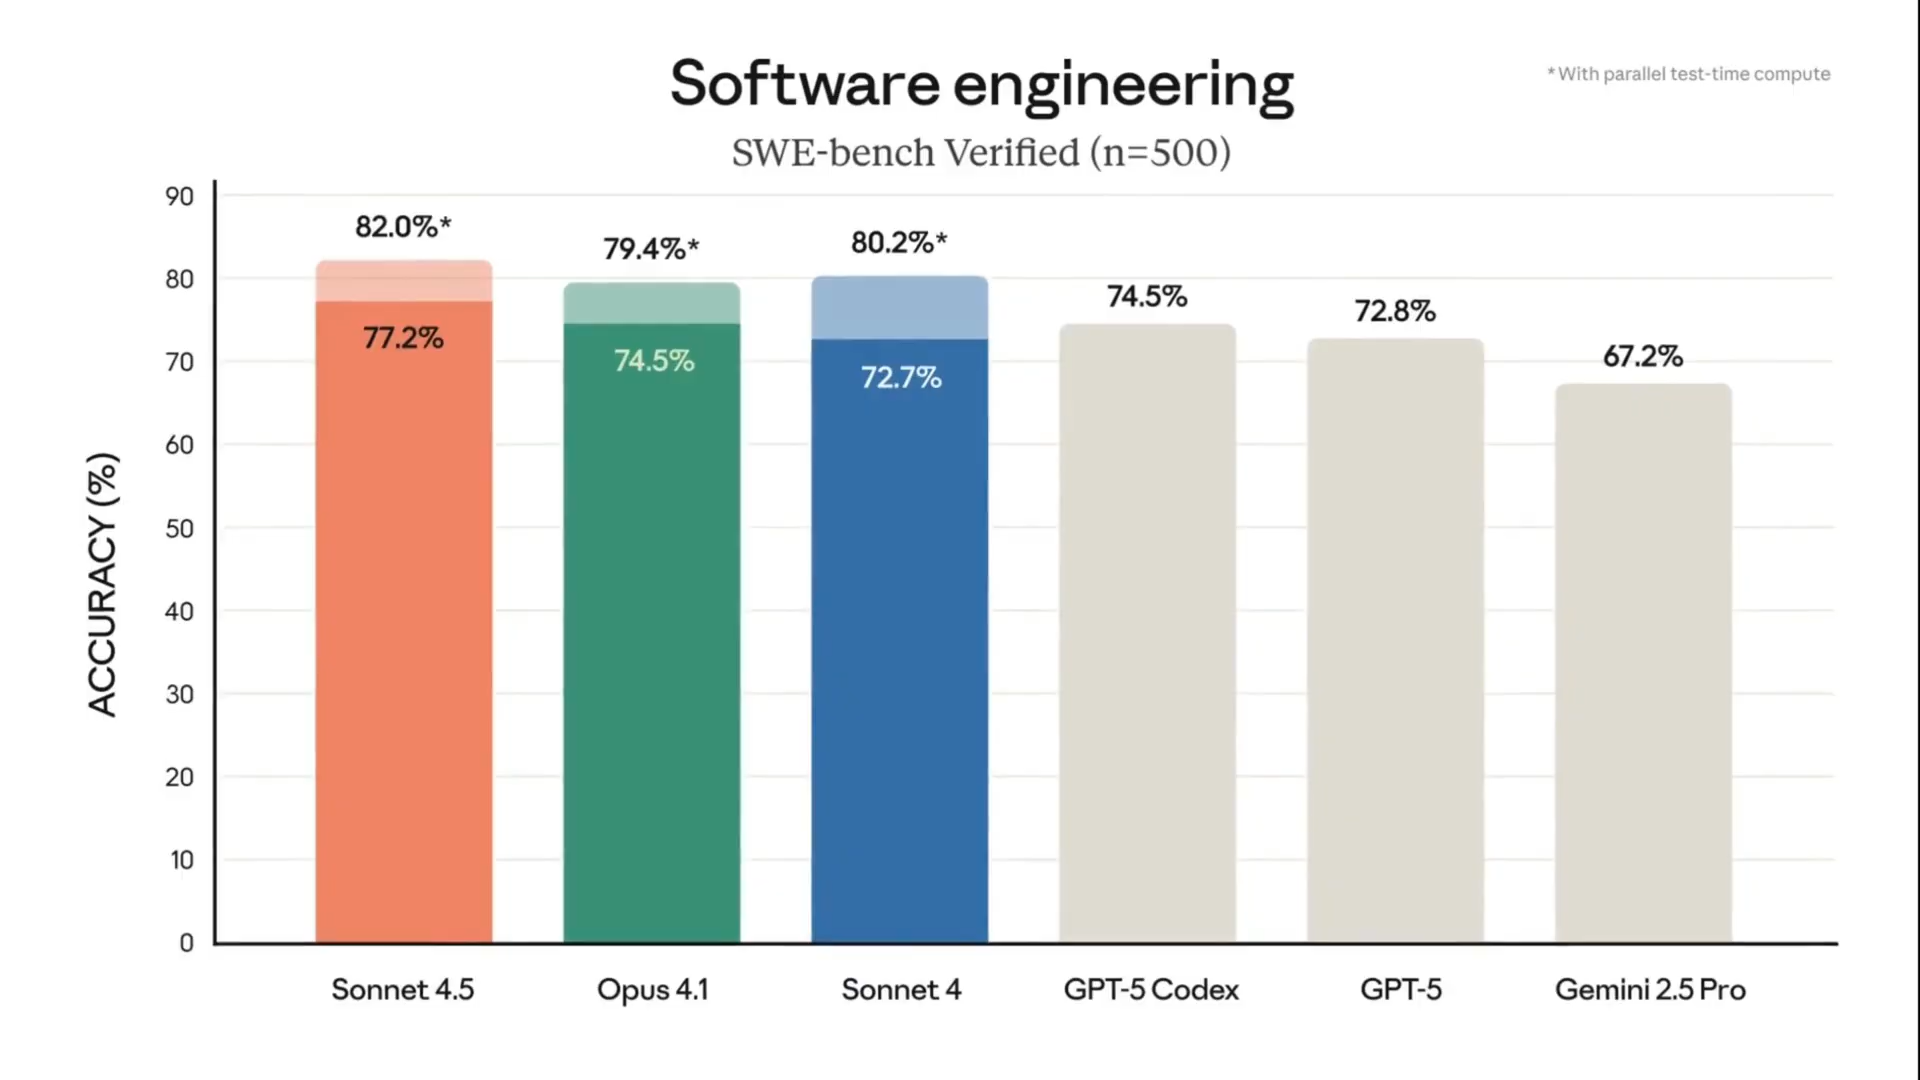 Software engineering
*With parallel test-time compute
SWE-bench Verified (n=500)
ACCURACY (%)
90
80
70
60
50
40
30
20
10
0
82.0%*
77.2%
79.4%*
74.5%
80.2%*
72.7%
74.5%
72.8%
67.2%
Sonnet 4.5
Opus 4.1
Sonnet 4
GPT-5 Codex
GPT-5
Gemini 2.5 Pro